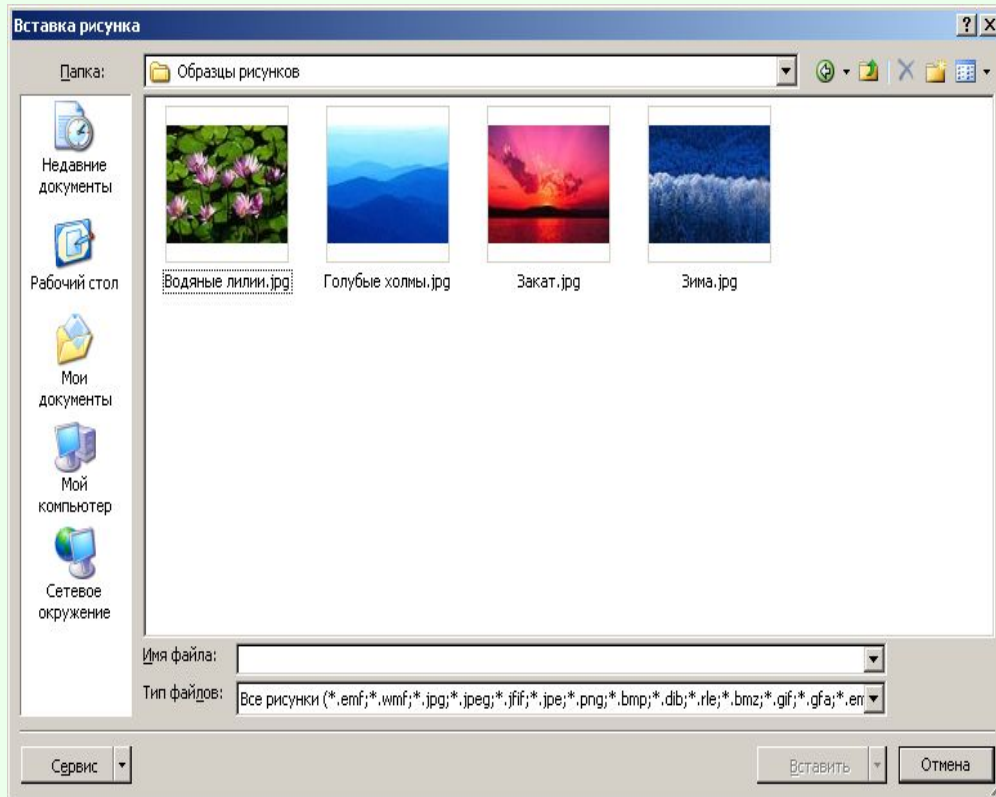 Вставка рисунка
Папка:
Образцы рисунков
Недавние
документы
Рабочий стол
Мои
документы
Мой
компьютер
Сетевое
окружение
Водяные лилии.jpg
Голубые холмы.jpg
Закат.jpg
Зима.jpg
Имя файла:
Тип файлов:
Все рисунки (*.emf;*.wmf;*.jpg;*.jpeg;*.jfif;*.jpe;*.png;*.bmp;*.dib;*.rle;*.bmz;*.gif;*.gfa;*.em
Сервис
Вставить
Отмена